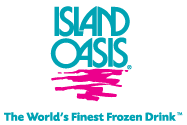 ISLAND
OASIS®
The World's Finest Frozen Drink™